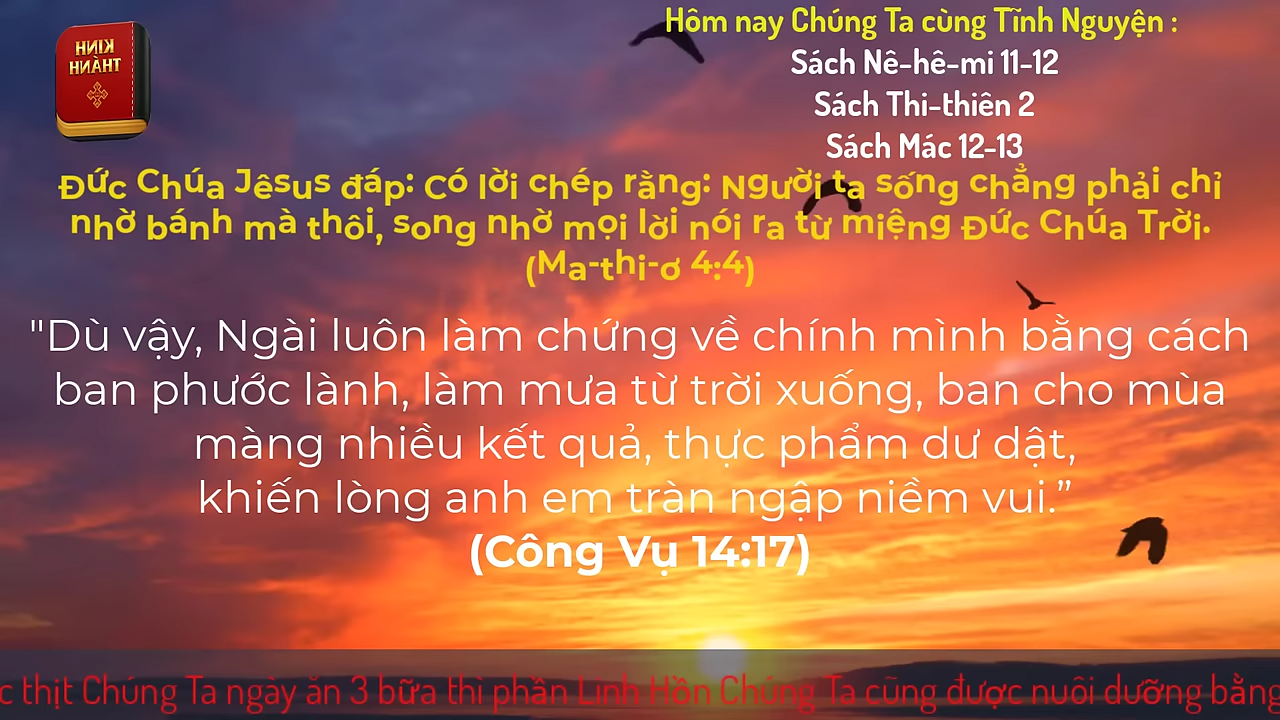 KINH
THÀNH
Hôm nay Chúng Ta cùng Tĩnh Nguyện :
Sách Nê-hê-mi 11-12
Sách Thi-thiên 2
Sách Mác 12-13
Đức Chúa Jêsus đáp: Có lời chép rằng: Người ta sống chẳng phải chỉ
nhờ bánh mà thôi, song nhờ mọi lời nói ra từ miệng Đức Chúa Trời.
(Ma-thi-ơ 4:4)
"Dù vậy, Ngài luôn làm chứng về chính mình bằng cách
ban phước lành, làm mưa từ trời xuống, ban cho mùa
màng nhiều kết quả, thực phẩm dư dật,
khiến lòng anh em tràn ngập niềm vui.”
(Công Vụ 14:17)
c thịt Chúng Ta ngày ăn 3 bữa thì phần Linh Hồn Chúng Ta cũng được nuôi dưỡng bằng